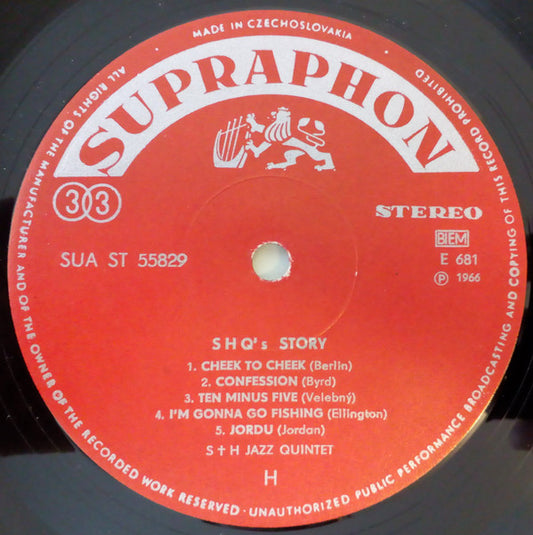 MADE IN CZECHOSLOVAKIA
SUPRAPHON
33
STEREO
SUA ST 55829
BIEM
E 681
Ⓟ 1966
S H Q's STORY
1. CHEEK TO CHEEK (Berlin)
2. CONFESSION (Byrd)
3. TEN MINUS FIVE (Velebný)
4. I'M GONNA GO FISHING (Ellington)
5. JORDU (Jordan)
S✝H JAZZ QUINTET
H
ALL RIGHTS OF THE MANUFACTURER AND OF THE OWNER OF THE RECORDED WORK RESERVED · UNAUTHORIZED PUBLIC PERFORMANCE BROADCASTING AND COPYING OF THIS RECORD PROHIBITED